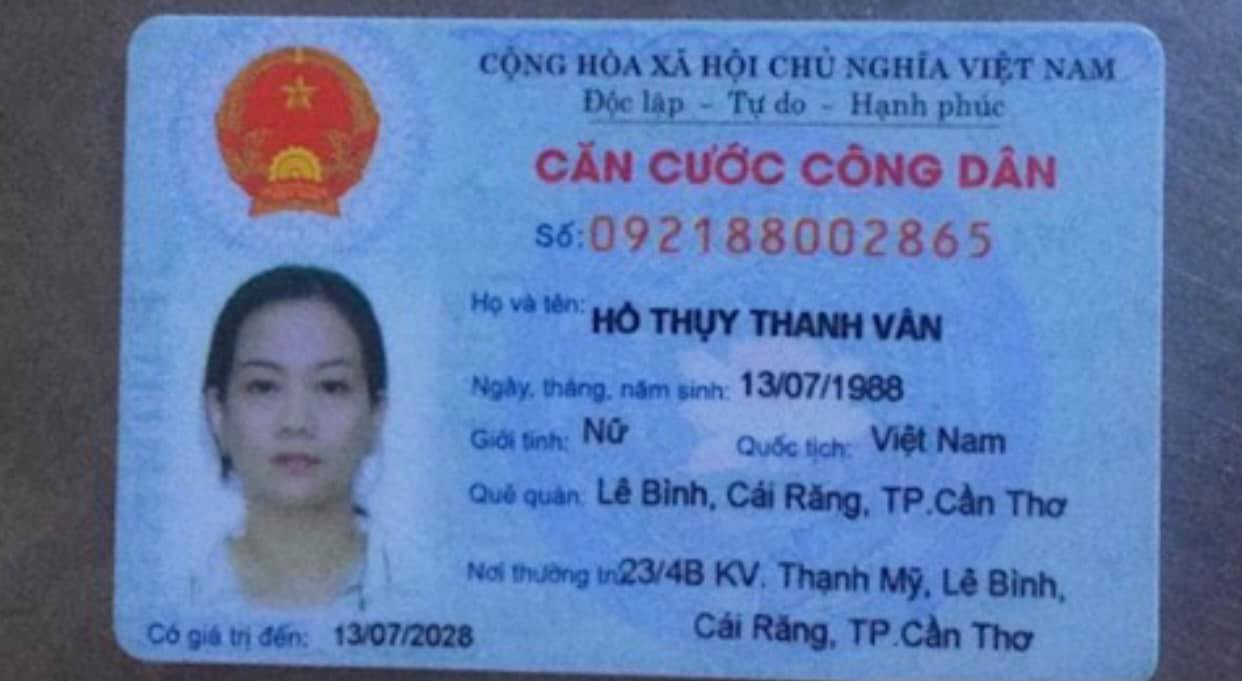 CỘNG HÒA XÃ HỘI CHỦ NGHĨA VIỆT NAM
Độc lập - Tự do - Hạnh phúc
CĂN CƯỚC CÔNG DÂN
Số: 092188002865
Họ và tên: HỒ THỤY THANH VÂN
Ngày, tháng, năm sinh: 13/07/1988
Giới tính: Nữ Quốc tịch: Việt Nam
Quê quán: Lê Bình, Cái Răng, TP.Cần Thơ
Nơi thường trú 23/4B KV. Thạnh Mỹ, Lê Bình,
Cái Răng, TP.Cần Thơ
Có giá trị đến: 13/07/2028